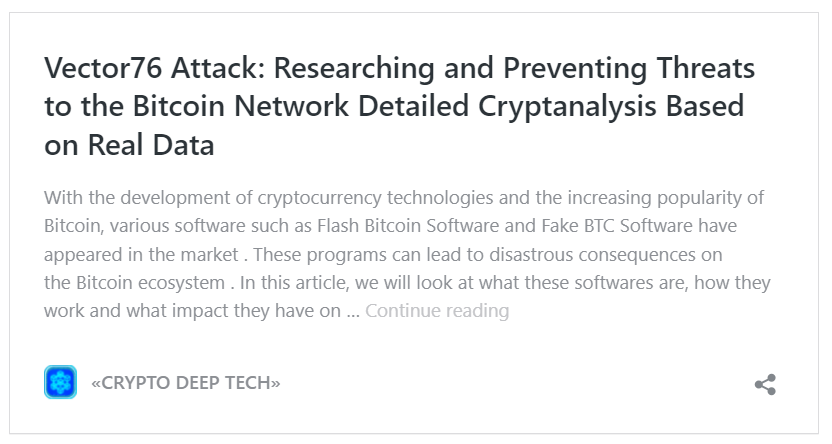 Vector76 Attack: Researching and Preventing Threats
to the Bitcoin Network Detailed Cryptanalysis Based
on Real Data
With the development of cryptocurrency technologies and the increasing popularity of
Bitcoin, various software such as Flash Bitcoin Software and Fake BTC Software have
appeared in the market . These programs can lead to disastrous consequences on
the Bitcoin ecosystem . In this article, we will look at what these softwares are, how they
work and what impact they have on ... Continue reading
«CRYPTO DEEP TECH»